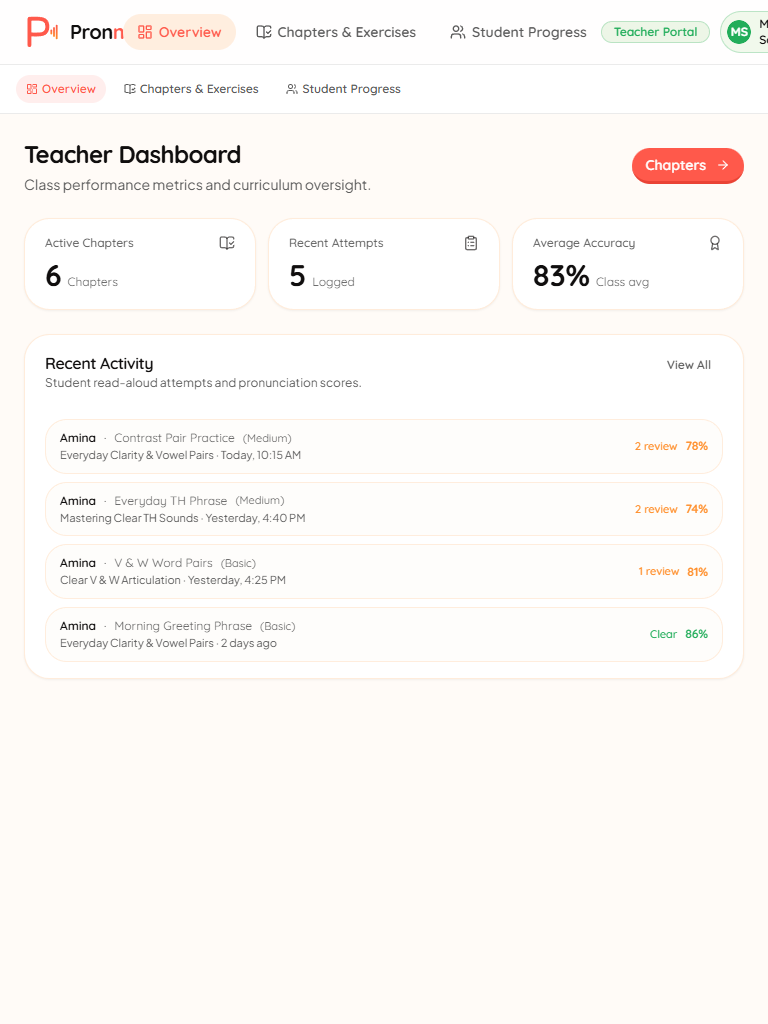 Pronn
Overview
Chapters & Exercises
Student Progress
Teacher Portal
MS
Overview
Chapters & Exercises
Student Progress
Teacher Dashboard
Class performance metrics and curriculum oversight.
Chapters
Active Chapters
6 Chapters
Recent Attempts
5 Logged
Average Accuracy
83% Class avg
Recent Activity
Student read-aloud attempts and pronunciation scores.
View All
Amina · Contrast Pair Practice (Medium)
Everyday Clarity & Vowel Pairs · Today, 10:15 AM
2 review 78%
Amina · Everyday TH Phrase (Medium)
Mastering Clear TH Sounds · Yesterday, 4:40 PM
2 review 74%
Amina · V & W Word Pairs (Basic)
Clear V & W Articulation · Yesterday, 4:25 PM
1 review 81%
Amina · Morning Greeting Phrase (Basic)
Everyday Clarity & Vowel Pairs · 2 days ago
Clear 86%